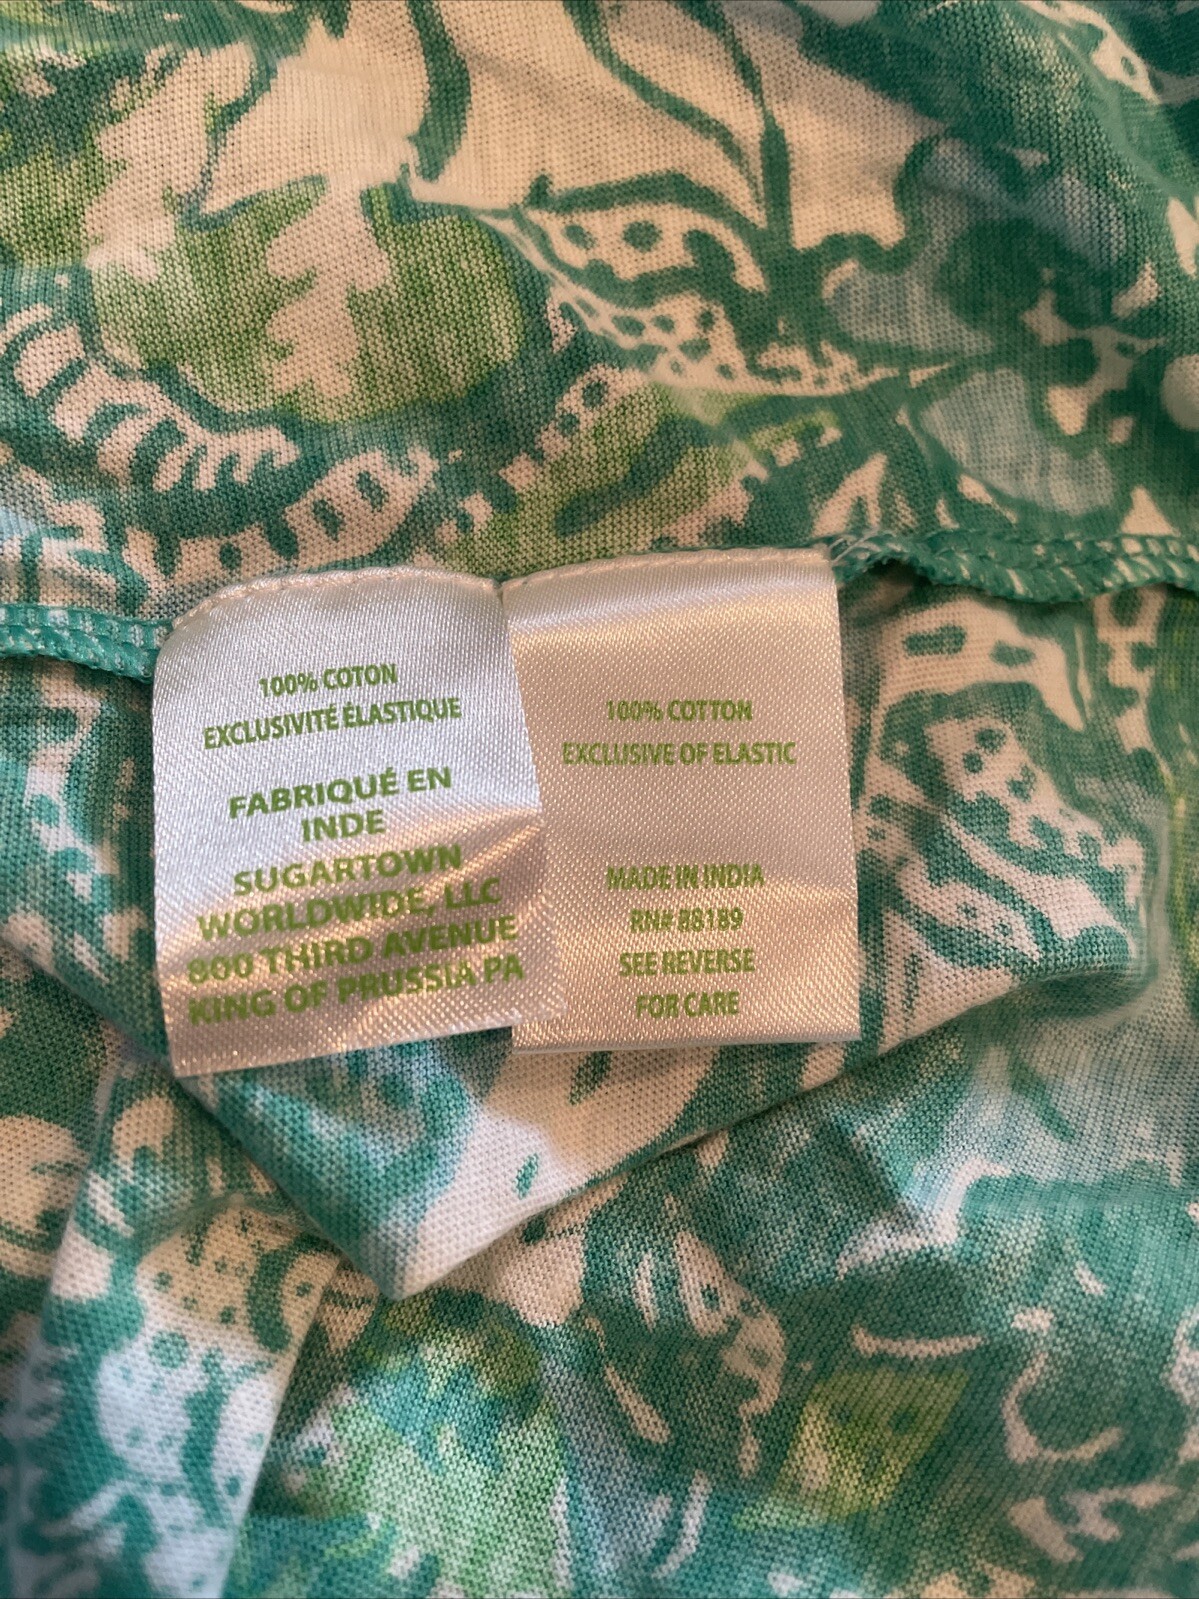 100% COTON
EXCLUSIVITÉ ÉLASTIQUE
FABRIQUÉ EN
INDE
SUGARTOWN
WORLDWIDE, LLC
800 THIRD AVENUE
KING OF PRUSSIA PA
100% COTTON
EXCLUSIVE OF ELASTIC
MADE IN INDIA
RN# 88189
SEE REVERSE
FOR CARE